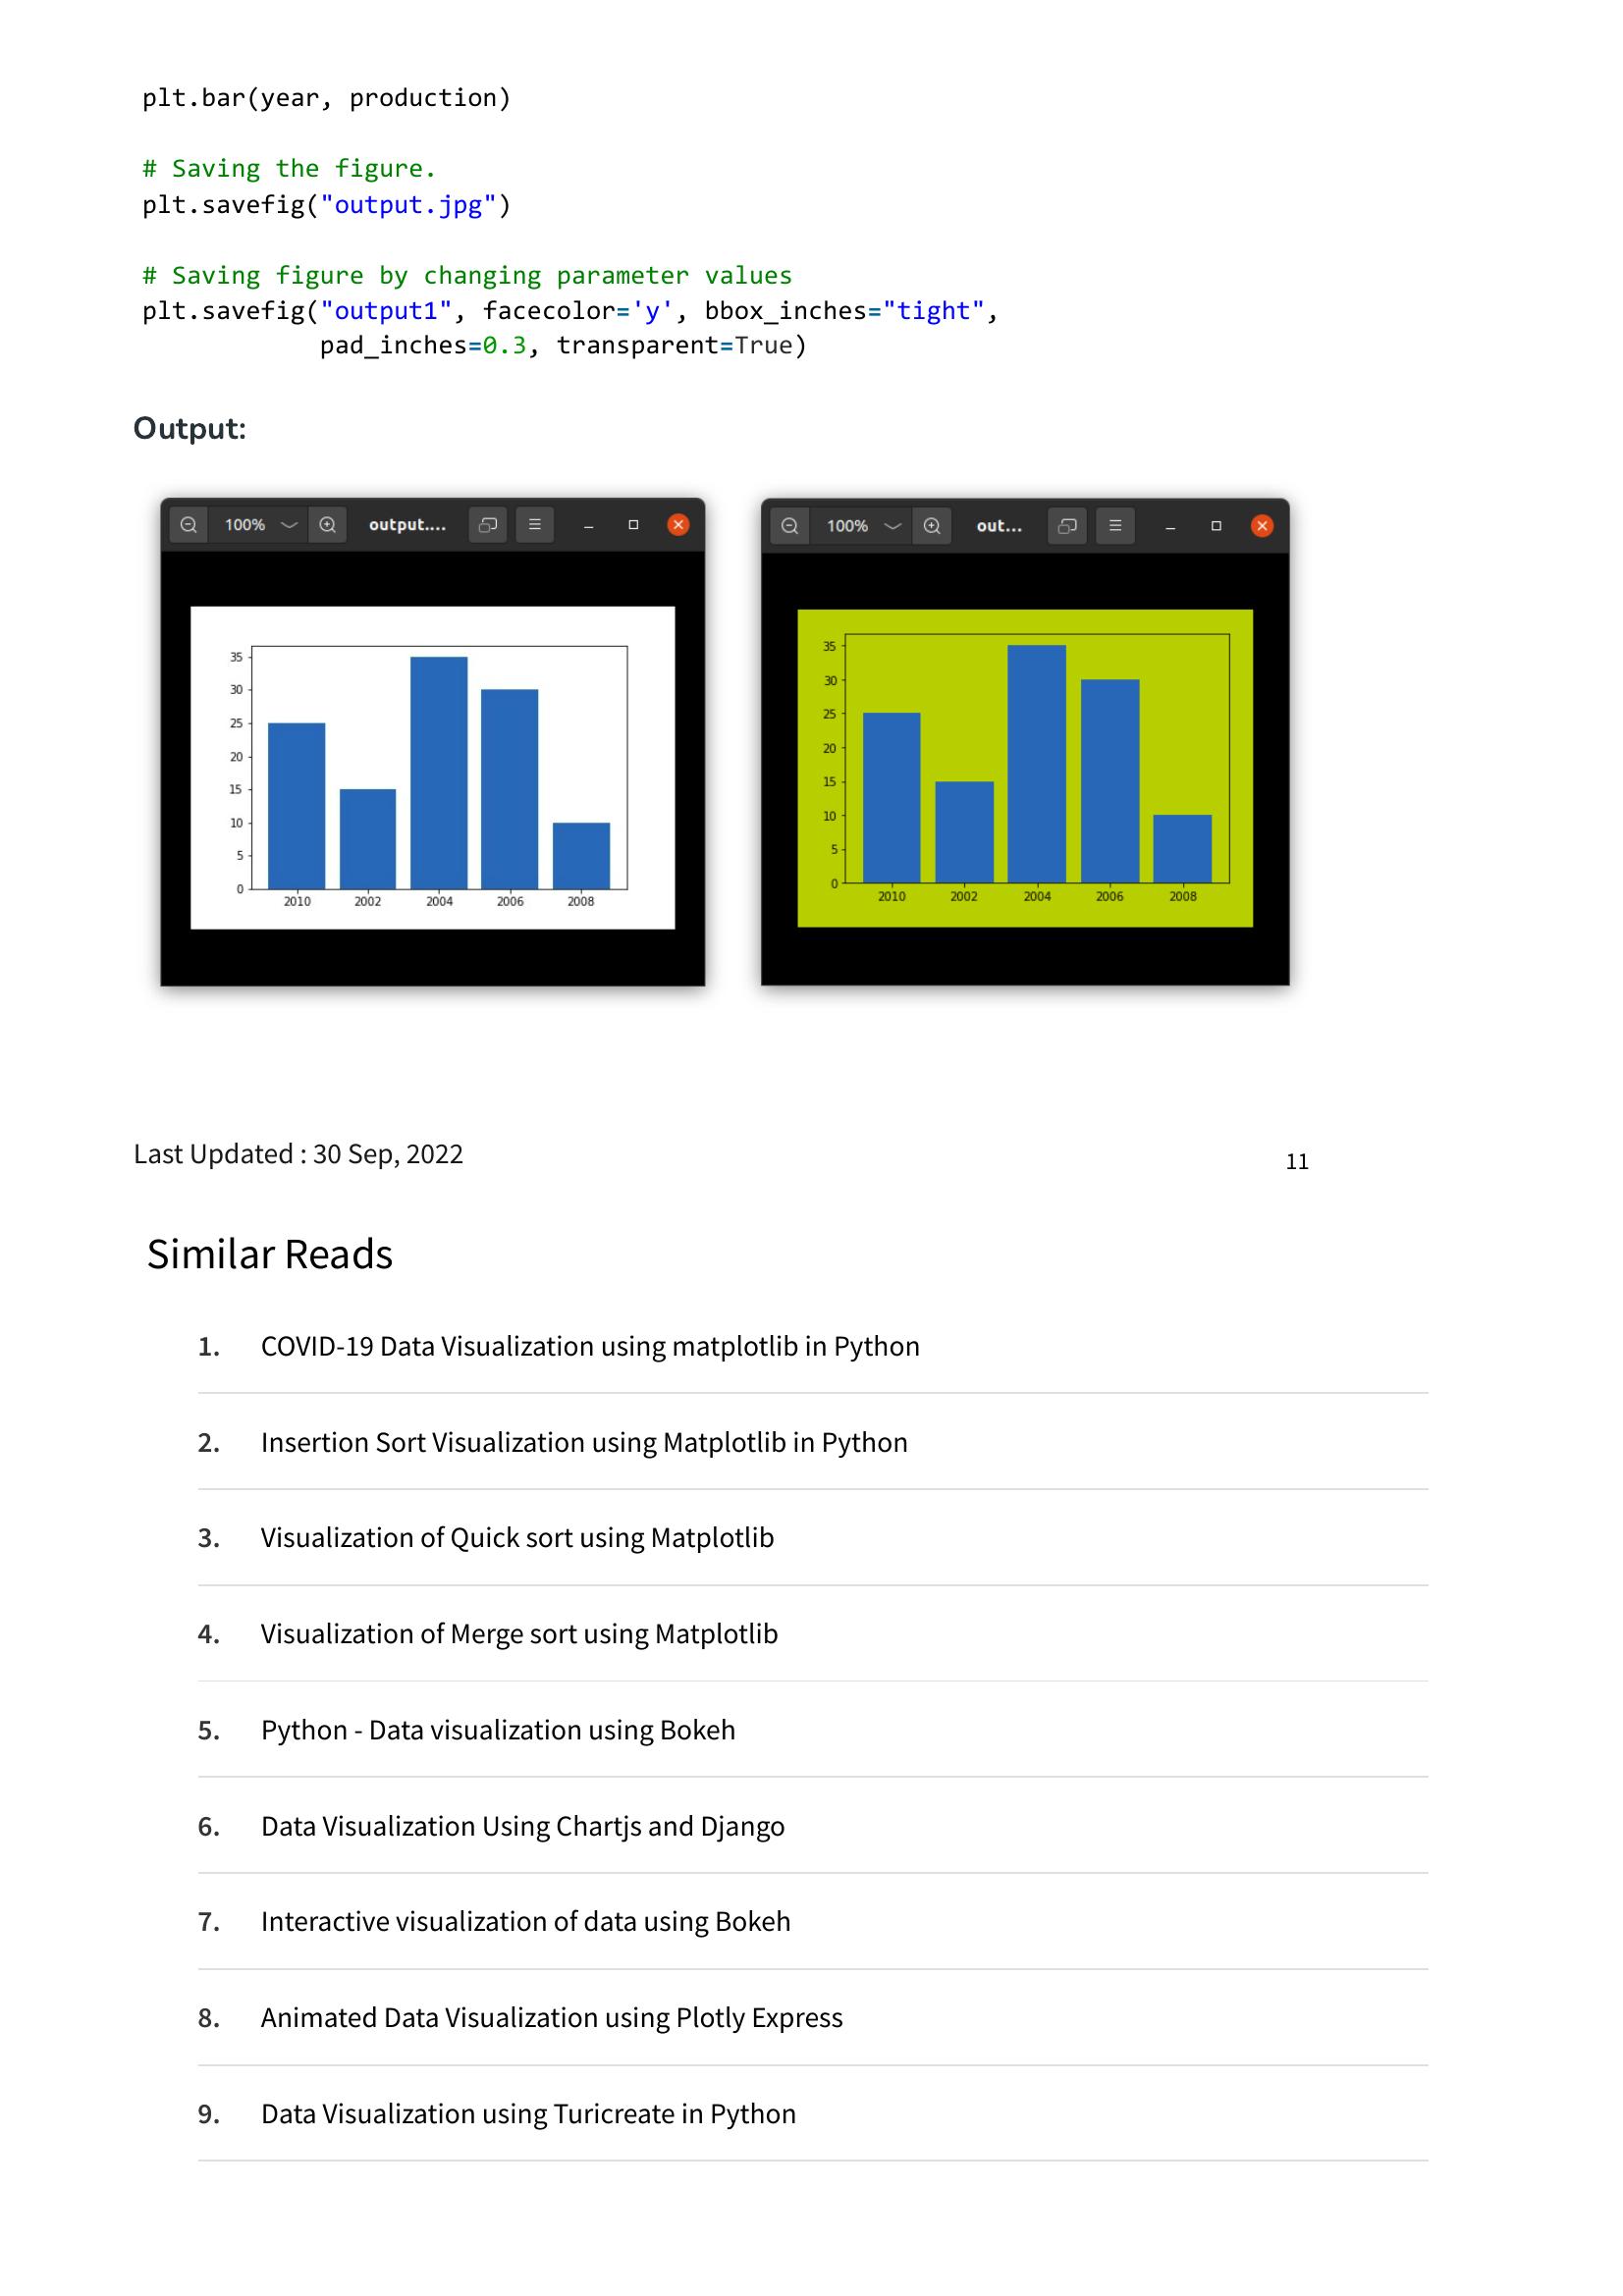 plt.bar(year, production)
# Saving the figure.
plt.savefig("output.jpg")
# Saving figure by changing parameter values
plt.savefig("output1", facecolor='y', bbox_inches="tight",
            pad_inches=0.3, transparent=True)
Output:
100% output....
35
30
25
20
15
10
5
0
2010 2002 2004 2006 2008
100% out...
35
30
25
20
15
10
5
0
2010 2002 2004 2006 2008
Last Updated : 30 Sep, 2022 11
Similar Reads
1. COVID-19 Data Visualization using matplotlib in Python
2. Insertion Sort Visualization using Matplotlib in Python
3. Visualization of Quick sort using Matplotlib
4. Visualization of Merge sort using Matplotlib
5. Python - Data visualization using Bokeh
6. Data Visualization Using Chartjs and Django
7. Interactive visualization of data using Bokeh
8. Animated Data Visualization using Plotly Express
9. Data Visualization using Turicreate in Python